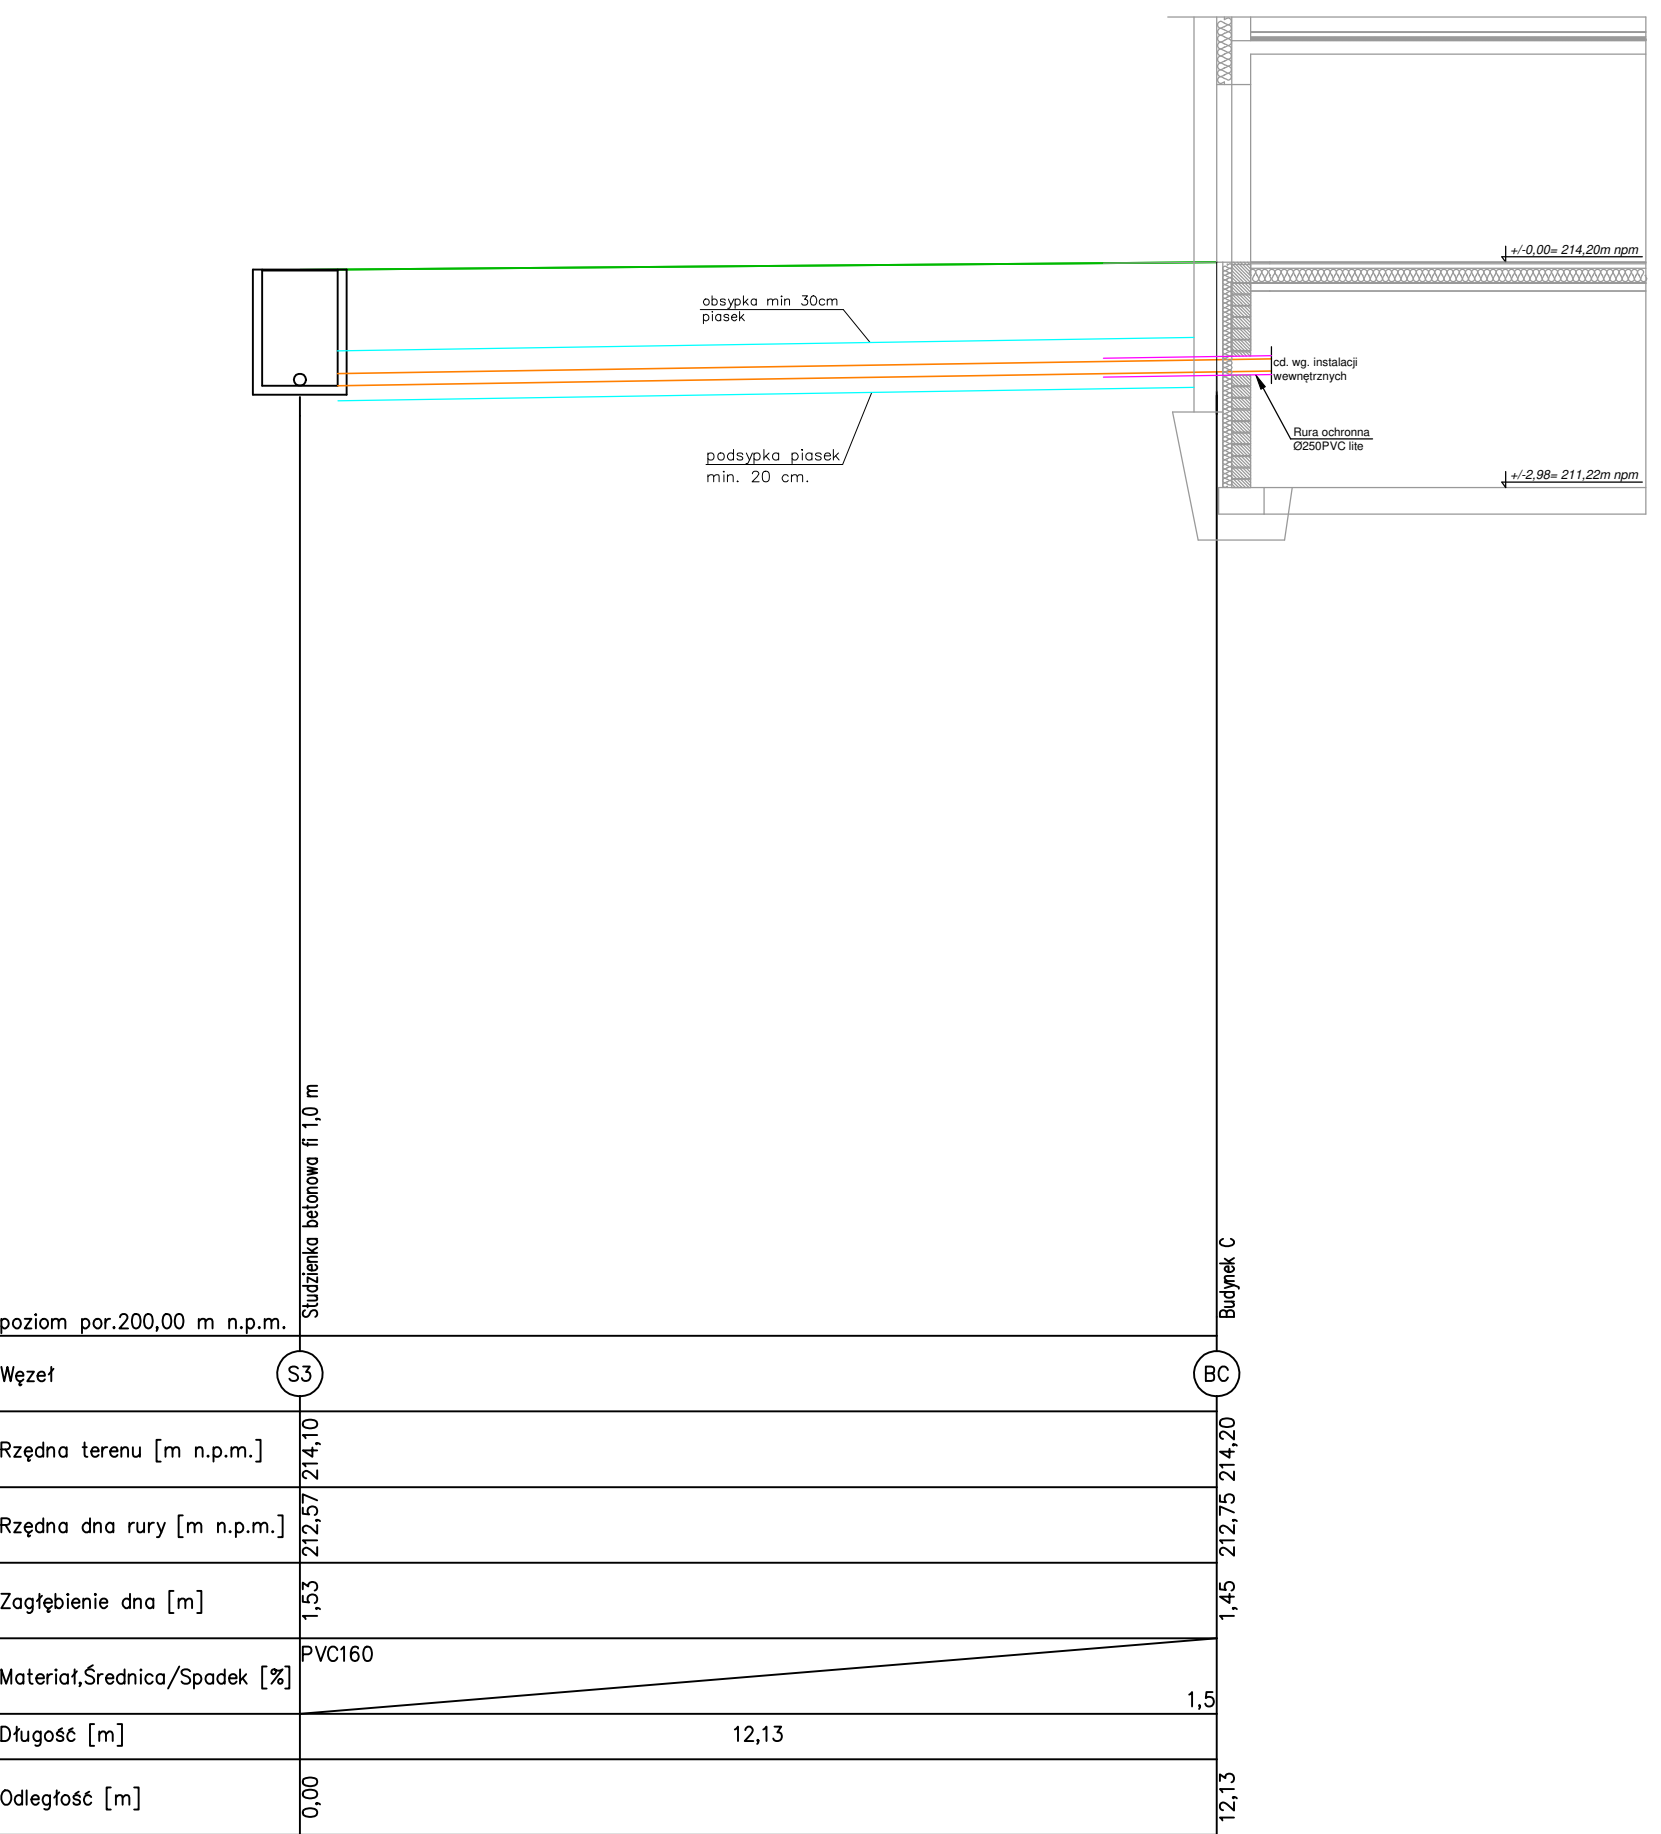 +/-0,00= 214,20m npm
obsypka min 30cm
piasek
cd. wg. instalacji
wewnętrznych
Rura ochronna
Ø250PVC lite
podsypka piasek
min. 20 cm.
+/-2,98= 211,22m npm
Studzienka betonowa fi 1,0 m
Budynek C
poziom por.200,00 m n.p.m.
Węzeł S3 BC
Rzędna terenu [m n.p.m.] 214,10 214,20
Rzędna dna rury [m n.p.m.] 212,57 212,75
Zagłębienie dna [m] 1,53 1,45
PVC160
Materiał,Średnica/Spadek [%]
1,5
Długość [m] 12,13
Odległość [m] 0,00 12,13